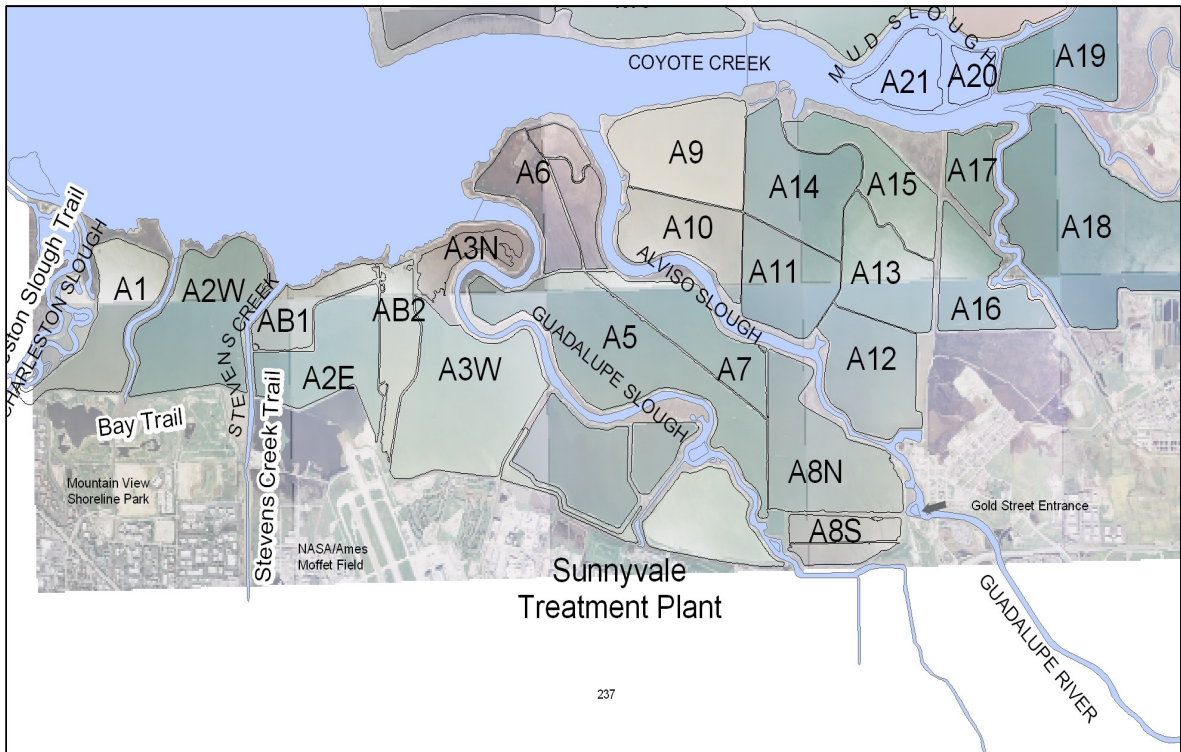 COYOTE CREEK
MUD SLOUGH
A21
A20
A19
A9
A6
A14
A15
A17
A18
A10
A3N
A1
A2W
AB1
AB2
A11
A13
A16
ALVISO SLOUGH
GUADALUPE SLOUGH
Slough Trail
CHARLESTON SLOUGH
STEVENS CREEK
Stevens Creek Trail
A2E
A3W
A5
A7
A12
Bay Trail
Mountain View
Shoreline Park
NASA/Ames
Moffet Field
A8N
A8S
Gold Street Entrance
Sunnyvale
Treatment Plant
GUADALUPE RIVER
237